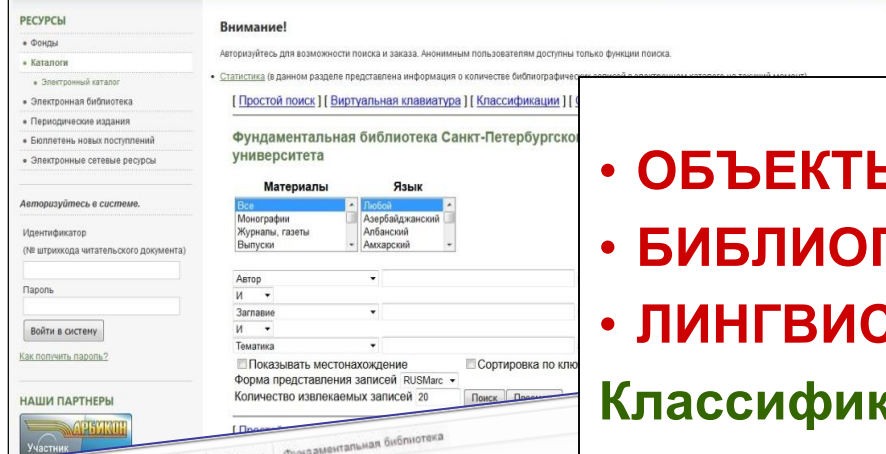 РЕСУРСЫ
Фонды
Каталоги
Электронный каталог
Электронная библиотека
Периодические издания
Бюллетень новых поступлений
Электронные сетевые ресурсы
Авторизуйтесь в системе.
Идентификатор
(№ штрихкода читательского документа)
Пароль
Войти в систему
Как получить пароль?
НАШИ ПАРТНЕРЫ
АРБИКОН
Участник
Внимание!
Авторизуйтесь для возможности поиска и заказа. Анонимным пользователям доступны только функции поиска.
• Статистика (в данном разделе представлена информация о количестве библиографических записей в электронном каталоге на текущий момент)
[ Простой поиск ] [ Виртуальная клавиатура ] [ Классификации ] [
Фундаментальная библиотека Санкт-Петербургско
университета
Материалы Язык
Все Любой
Монографии Азербайджанский
Журналы, газеты Албанский
Выпуски Амхарский
Автор
И
Заглавие
И
Тематика
Показывать местонахождение Сортировка по клю
Форма представления записей RUSMarc
Количество извлекаемых записей 20 Поиск
Фундаментальная библиотека
• ОБЪЕКТЫ
• БИБЛИОГ
• ЛИНГВИС
Классифик